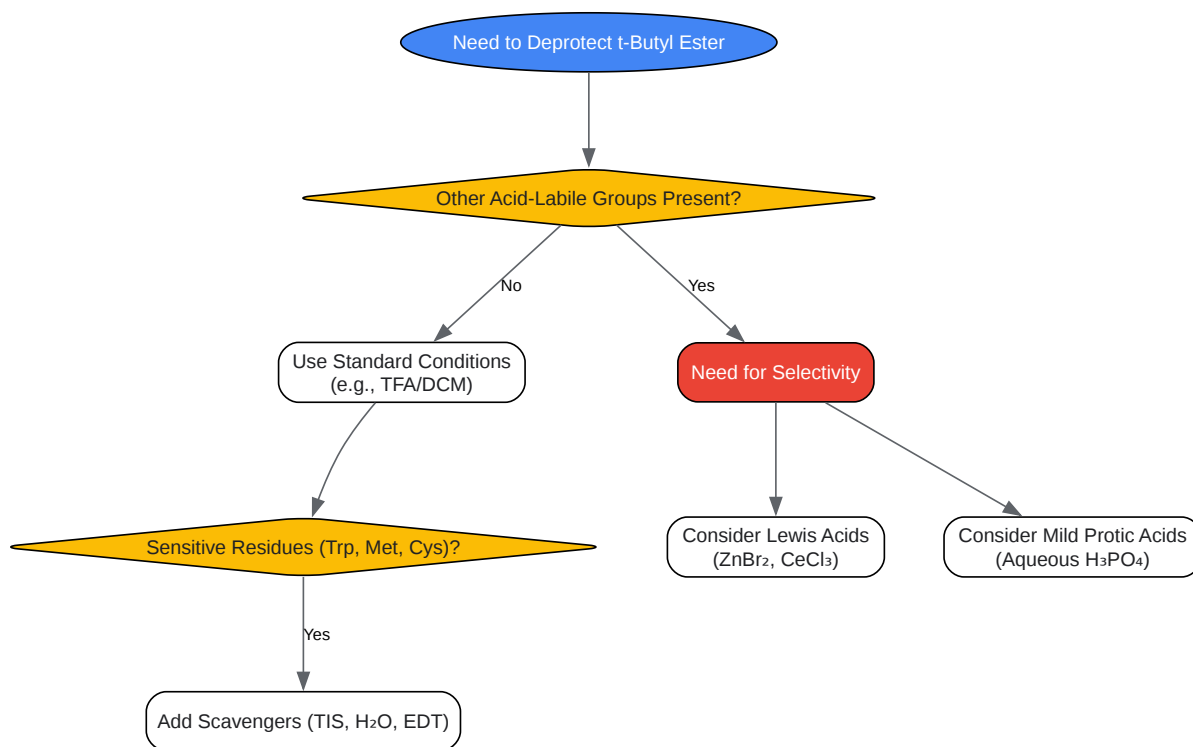 Need to Deprotect t-Butyl Ester
Other Acid-Labile Groups Present?
No
Yes
Use Standard Conditions
(e.g., TFA/DCM)
Need for Selectivity
Sensitive Residues (Trp, Met, Cys)?
Consider Lewis Acids
(ZnBr₂, CeCl₃)
Consider Mild Protic Acids
(Aqueous H₃PO₄)
Yes
Add Scavengers (TIS, H₂O, EDT)